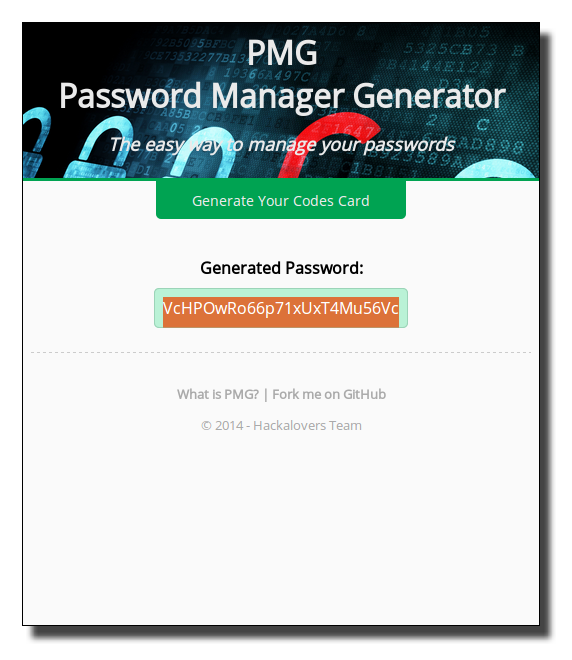 PMG
Password Manager Generator
The easy way to manage your passwords
Generate Your Codes Card
Generated Password:
VcHPOwRo66p71xUxT4Mu56Vc
What is PMG? | Fork me on GitHub
© 2014 - Hackalovers Team